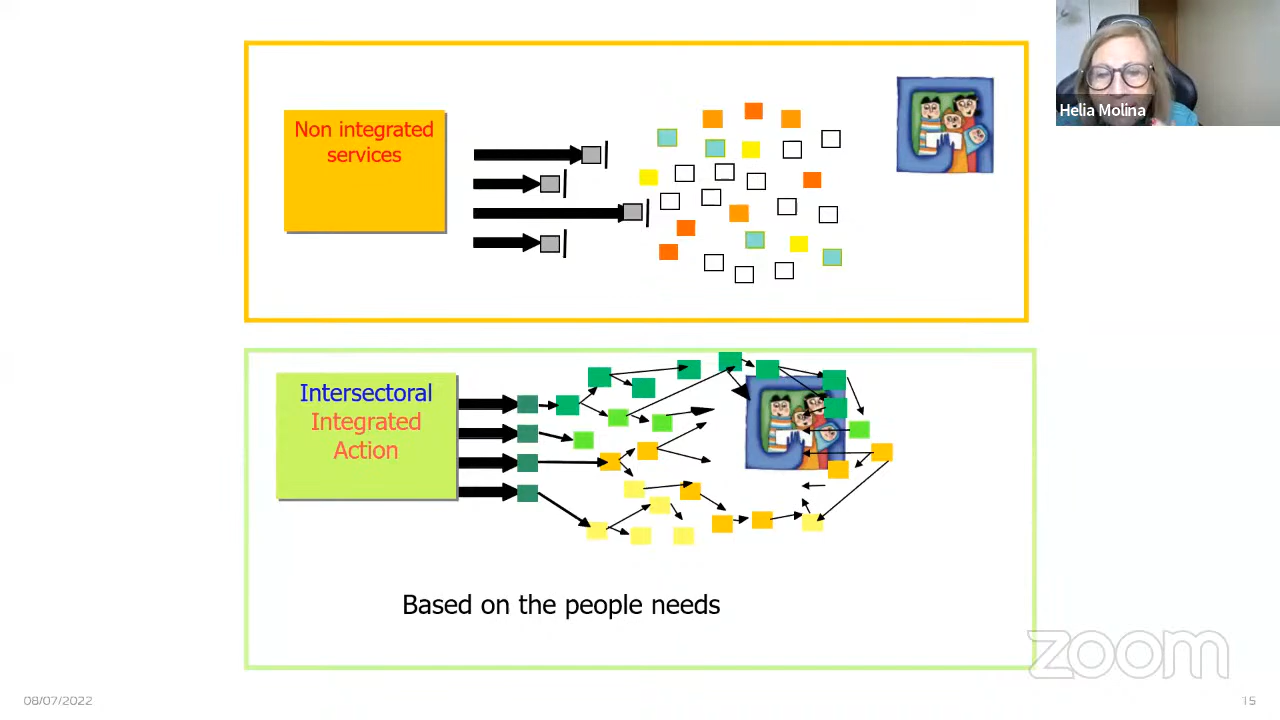 Helia Molina
Non integrated
services
Intersectoral
Integrated
Action
Based on the people needs
zoom
08/07/2022
15